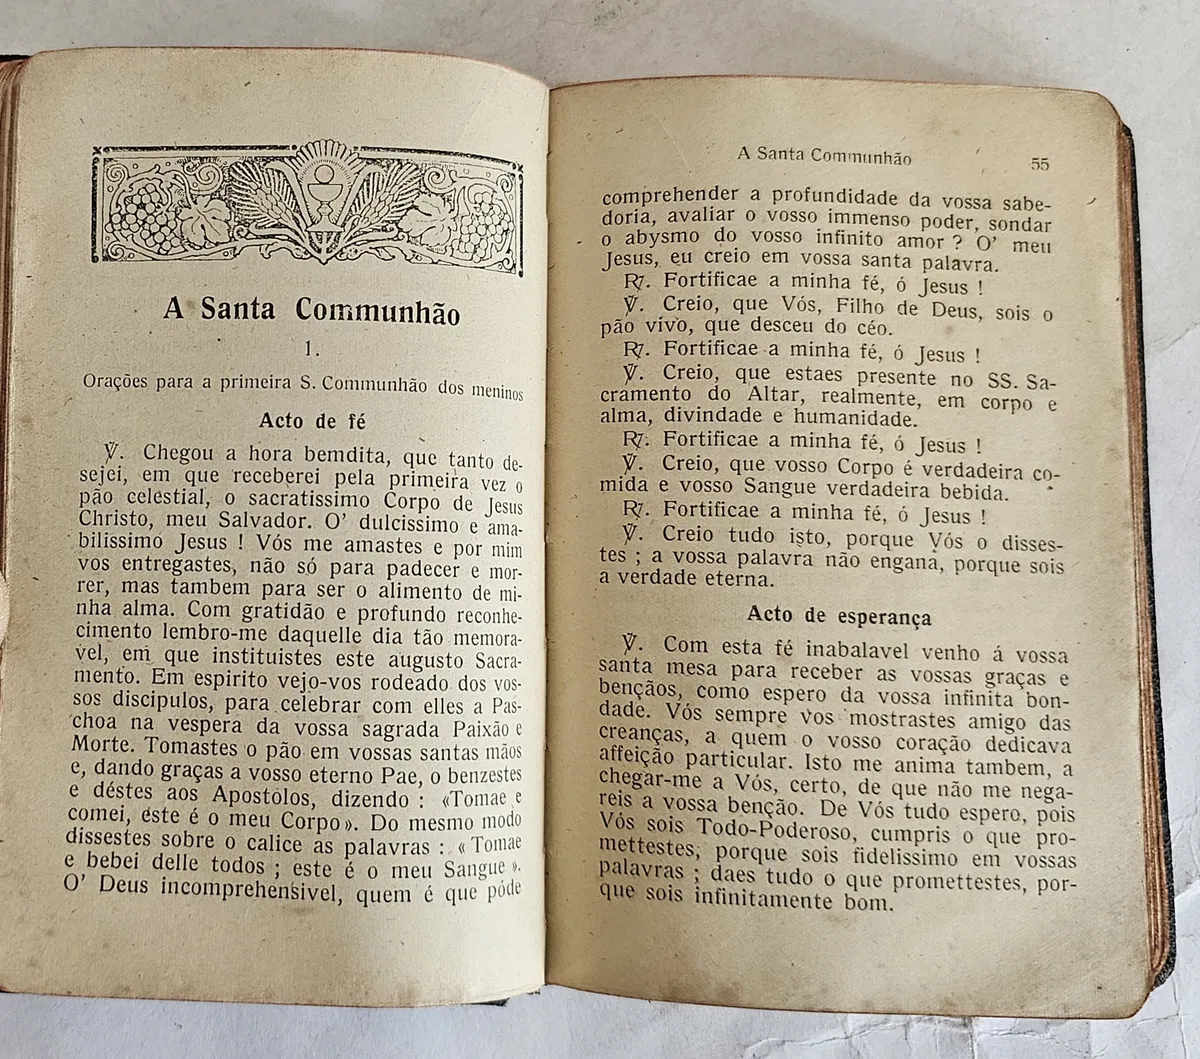 A Santa Communhão
1.
Orações para a primeira S. Communhão dos meninos
Acto de fé
℣. Chegou a hora bemdita, que tanto de-
sejei, em que receberei pela primeira vez o
pão celestial, o sacratissimo Corpo de Jesus
Christo, meu Salvador. O' dulcissimo e ama-
bilissimo Jesus ! Vós me amastes e por mim
vos entregastes, não só para padecer e mor-
rer, mas tambem para ser o alimento de mi-
nha alma. Com gratidão e profundo reconhe-
cimento lembro-me daquelle dia tão memora-
vel, em que instituistes este augusto Sacra-
mento. Em espirito vejo-vos rodeado dos vos-
sos discipulos, para celebrar com elles a Pas-
choa na vespera da vossa sagrada Paixão e
Morte. Tomastes o pão em vossas santas mãos
e, dando graças a vosso eterno Pae, o benzestes
e déstes aos Apostolos, dizendo : «Tomae e
comei, este é o meu Corpo». Do mesmo modo
dissestes sobre o calice as palavras : «Tomae
e bebei delle todos ; este é o meu Sangue».
O' Deus incomprehensivel, quem é que póde
A Santa Communhão 55
comprehender a profundidade da vossa sabe-
doria, avaliar o vosso immenso poder, sondar
o abysmo do vosso infinito amor ? O' meu
Jesus, eu creio em vossa santa palavra.
℟. Fortificae a minha fé, ó Jesus !
℣. Creio, que Vós, Filho de Deus, sois o
pão vivo, que desceu do céo.
℟. Fortificae a minha fé, ó Jesus !
℣. Creio, que estaes presente no SS. Sa-
cramento do Altar, realmente, em corpo e
alma, divindade e humanidade.
℟. Fortificae a minha fé, ó Jesus !
℣. Creio, que vosso Corpo é verdadeira co-
mida e vosso Sangue verdadeira bebida.
℟. Fortificae a minha fé, ó Jesus !
℣. Creio tudo isto, porque Vós o disses-
tes ; a vossa palavra não engana, porque sois
a verdade eterna.
Acto de esperança
℣. Com esta fé inabalavel venho á vossa
santa mesa para receber as vossas graças e
bençãos, como espero da vossa infinita bon-
dade. Vós sempre vos mostrastes amigo das
creanças, a quem o vosso coração dedicava
affeição particular. Isto me anima tambem, a
chegar-me a Vós, certo, de que não me nega-
reis a vossa benção. De Vós tudo espero, pois
Vós sois Todo-Poderoso, cumpris o que pro-
mettestes, porque sois fidelissimo em vossas
palavras ; daes tudo o que promettestes, por-
que sois infinitamente bom.